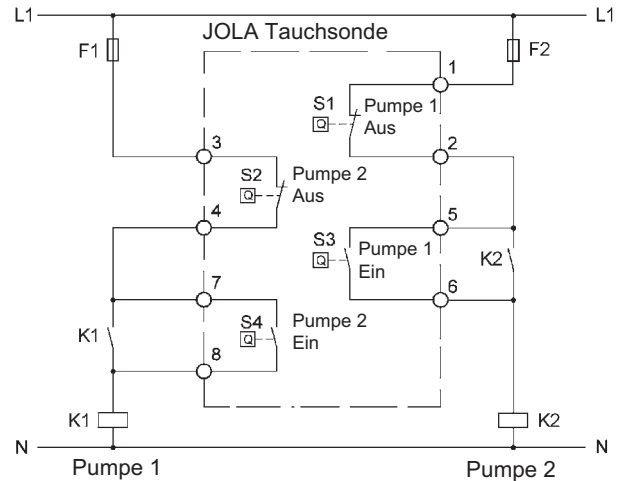 L1 L1
JOLA Tauchsonde
F1 F2
1
S1 Pumpe 1
Q Aus
3 2
S2 Pumpe 2
Q Aus
4 5
S3 Pumpe 1
Q Ein
K2
7 6
S4 Pumpe 2
K1 Q Ein
8
K1 K2
N N
Pumpe 1 Pumpe 2